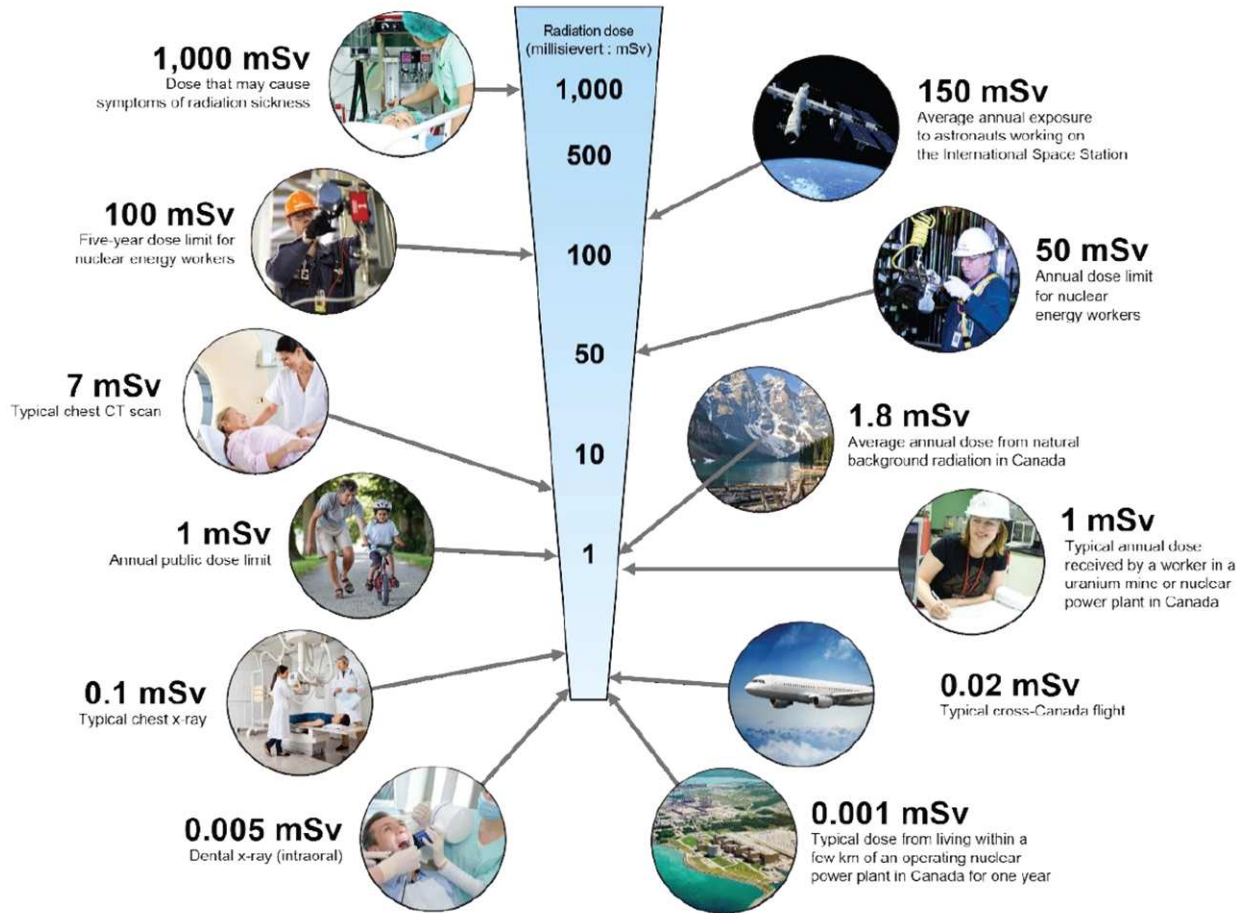 Radiation dose
(millisievert : mSv)
1,000
500
100
50
10
1
1,000 mSv
Dose that may cause
symptoms of radiation sickness
150 mSv
Average annual exposure
to astronauts working on
the International Space Station
100 mSv
Five-year dose limit for
nuclear energy workers
50 mSv
Annual dose limit
for nuclear
energy workers
7 mSv
Typical chest CT scan
1.8 mSv
Average annual dose from natural
background radiation in Canada
1 mSv
Annual public dose limit
1 mSv
Typical annual dose
received by a worker in a
uranium mine or nuclear
power plant in Canada
0.1 mSv
Typical chest x-ray
0.02 mSv
Typical cross-Canada flight
0.005 mSv
Dental x-ray (intraoral)
0.001 mSv
Typical dose from living within a
few km of an operating nuclear
power plant in Canada for one year